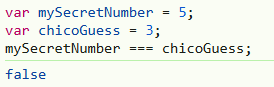 var mySecretNumber = 5;
var chicoGuess = 3;
mySecretNumber === chicoGuess;
false